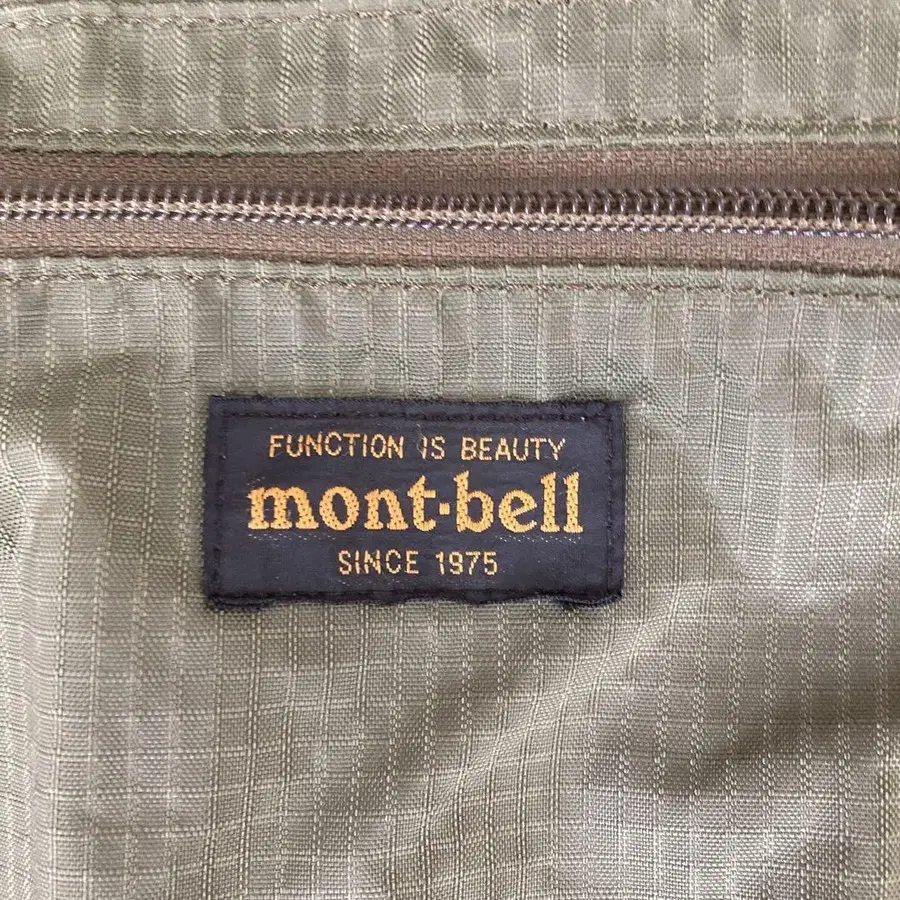 FUNCTION IS BEAUTY
mont-bell
SINCE 1975